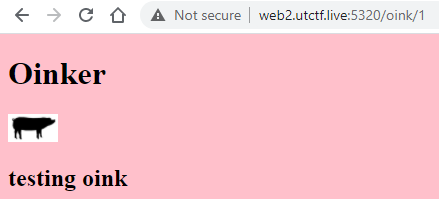 Not secure | web2.utctf.live:5320/oink/1
Oinker
testing oink